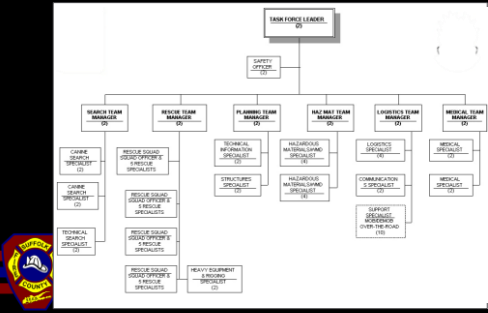 TASK FORCE LEADER
(2)
SAFETY
OFFICER
(2)
SEARCH TEAM
MANAGER
(2)
RESCUE TEAM
MANAGER
(2)
PLANNING TEAM
MANAGER
(2)
HAZ MAT TEAM
MANAGER
(2)
LOGISTICS TEAM
MANAGER
(2)
MEDICAL TEAM
MANAGER
(2)
CANINE
SEARCH
SPECIALIST
(2)
RESCUE SQUAD
SQUAD OFFICER &
5 RESCUE
SPECIALISTS
TECHNICAL
INFORMATION
SPECIALIST
(2)
HAZARDOUS
MATERIALS/WMD
SPECIALIST
(4)
LOGISTICS
SPECIALIST
(4)
MEDICAL
SPECIALIST
(2)
CANINE
SEARCH
SPECIALIST
(2)
RESCUE SQUAD
SQUAD OFFICER &
5 RESCUE
SPECIALISTS
STRUCTURES
SPECIALIST
(2)
HAZARDOUS
MATERIALS/WMD
SPECIALIST
(4)
COMMUNICATION
S SPECIALIST
(2)
MEDICAL
SPECIALIST
(2)
TECHNICAL
SEARCH
SPECIALIST
(2)
RESCUE SQUAD
SQUAD OFFICER &
5 RESCUE
SPECIALISTS
SUPPORT
SPECIALIST
MOB/DEMOB
OVER-THE-ROAD
(10)
RESCUE SQUAD
SQUAD OFFICER &
5 RESCUE
SPECIALISTS
HEAVY EQUIPMENT
& RIGGING
SPECIALIST
(2)
SUFFOLK
COUNTY